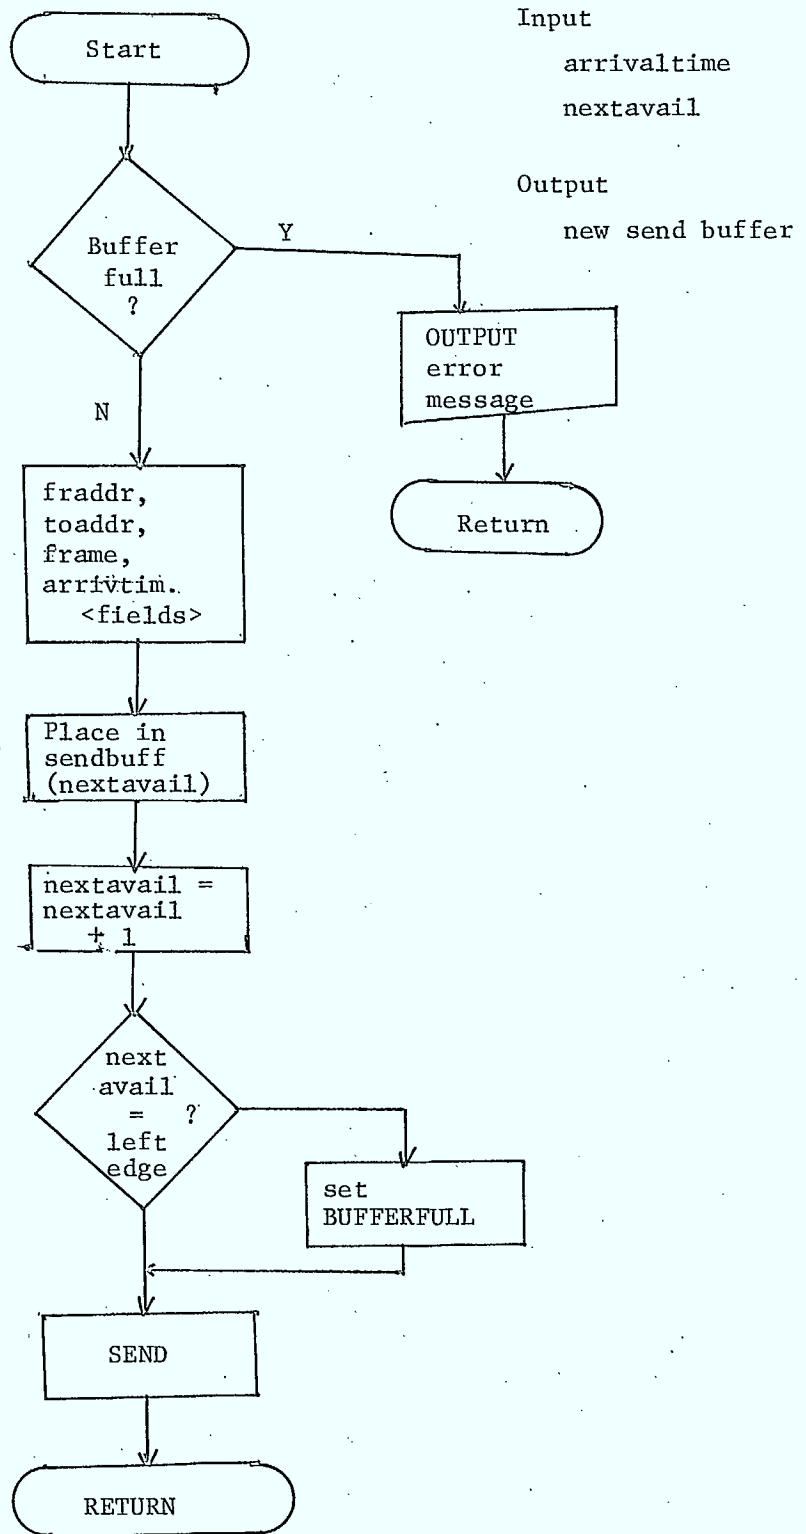 Start
Input
arrivaltime
nextavail
Output
new send buffer
Buffer
full
?
Y
OUTPUT
error
message
Return
N
fraddr,
toaddr,
frame,
arrivtim.
<fields>
Place in
sendbuff
(nextavail)
nextavail =
nextavail
+ 1
next
avail
= ?
left
edge
set
BUFFERFULL
SEND
RETURN